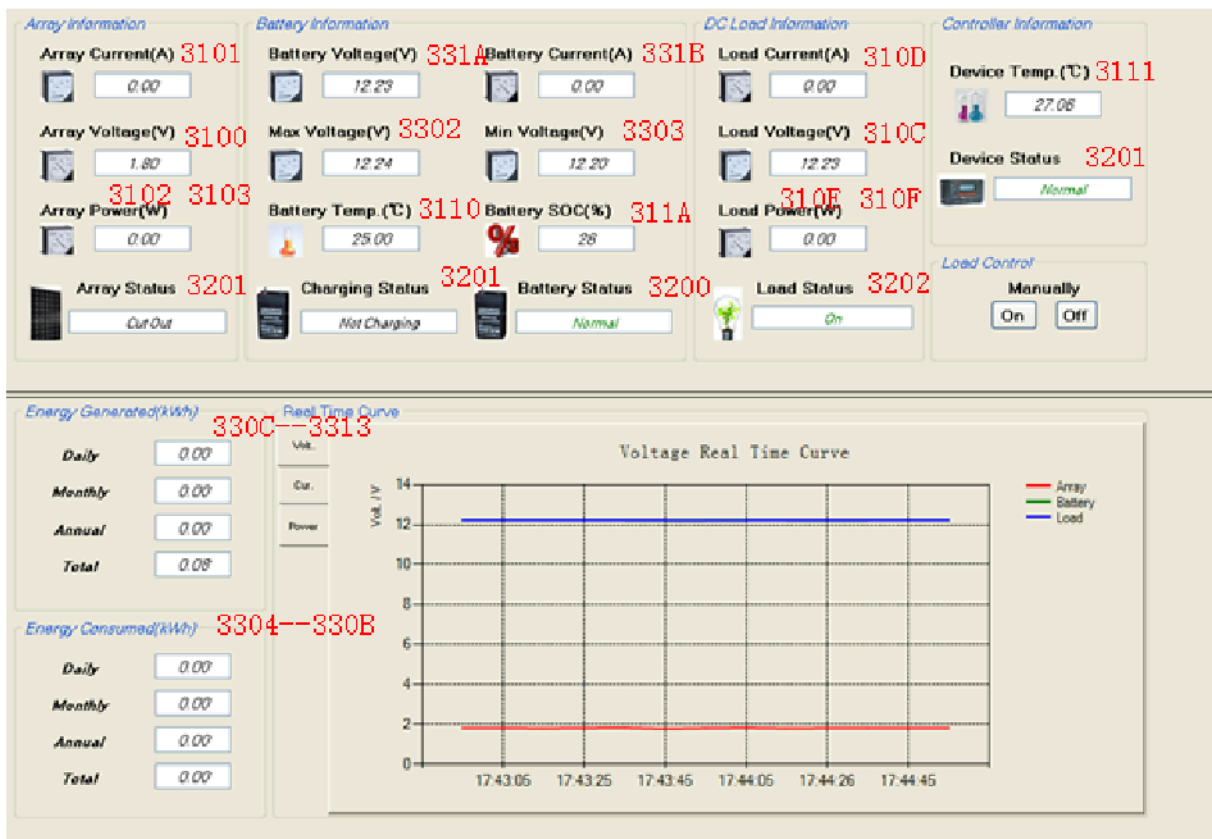 Array Information
Battery Information
DC Load Information
Controller Information
Array Current(A) 3101
Battery Voltage(V) 331A
Battery Current(A) 331B
Load Current(A) 310D
Device Temp.(℃) 3111
0.00
12.23
0.00
0.00
27.06
Array Voltage(V) 3100
Max Voltage(V) 3302
Min Voltage(V) 3303
Load Voltage(V) 310C
Device Status 3201
1.80
12.24
12.20
12.23
Normal
3102 3103
310E 310F
Array Power(W)
Battery Temp.(℃) 3110
Battery SOC(%) 311A
Load Power(W)
0.00
25.00
%
28
0.00
Load Control
Array Status 3201
Charging Status 3201
Battery Status 3200
Load Status 3202
Manually
Cut Out
Not Charging
Normal
On
On
Off
Energy Generated(kWh)
330C--3313
Daily 0.00
Monthly 0.00
Annual 0.00
Total 0.08
Energy Consumed(kWh)
3304--330B
Daily 0.00
Monthly 0.00
Annual 0.00
Total 0.00
Real Time Curve
Volt.
Cur.
Power
Voltage Real Time Curve
Volt. / V
14
12
10
8
6
4
2
0
17:43:05 17:43:25 17:43:45 17:44:05 17:44:26 17:44:45
Array
Battery
Load